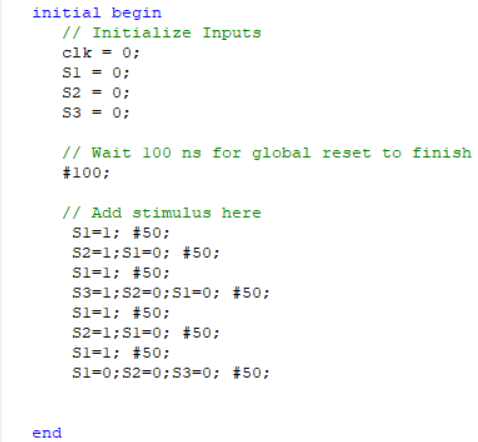 initial begin
// Initialize Inputs
clk = 0;
S1 = 0;
S2 = 0;
S3 = 0;
// Wait 100 ns for global reset to finish
#100;
// Add stimulus here
S1=1; #50;
S2=1;S1=0; #50;
S1=1; #50;
S3=1;S2=0;S1=0; #50;
S1=1; #50;
S2=1;S1=0; #50;
S1=1; #50;
S1=0;S2=0;S3=0; #50;
end